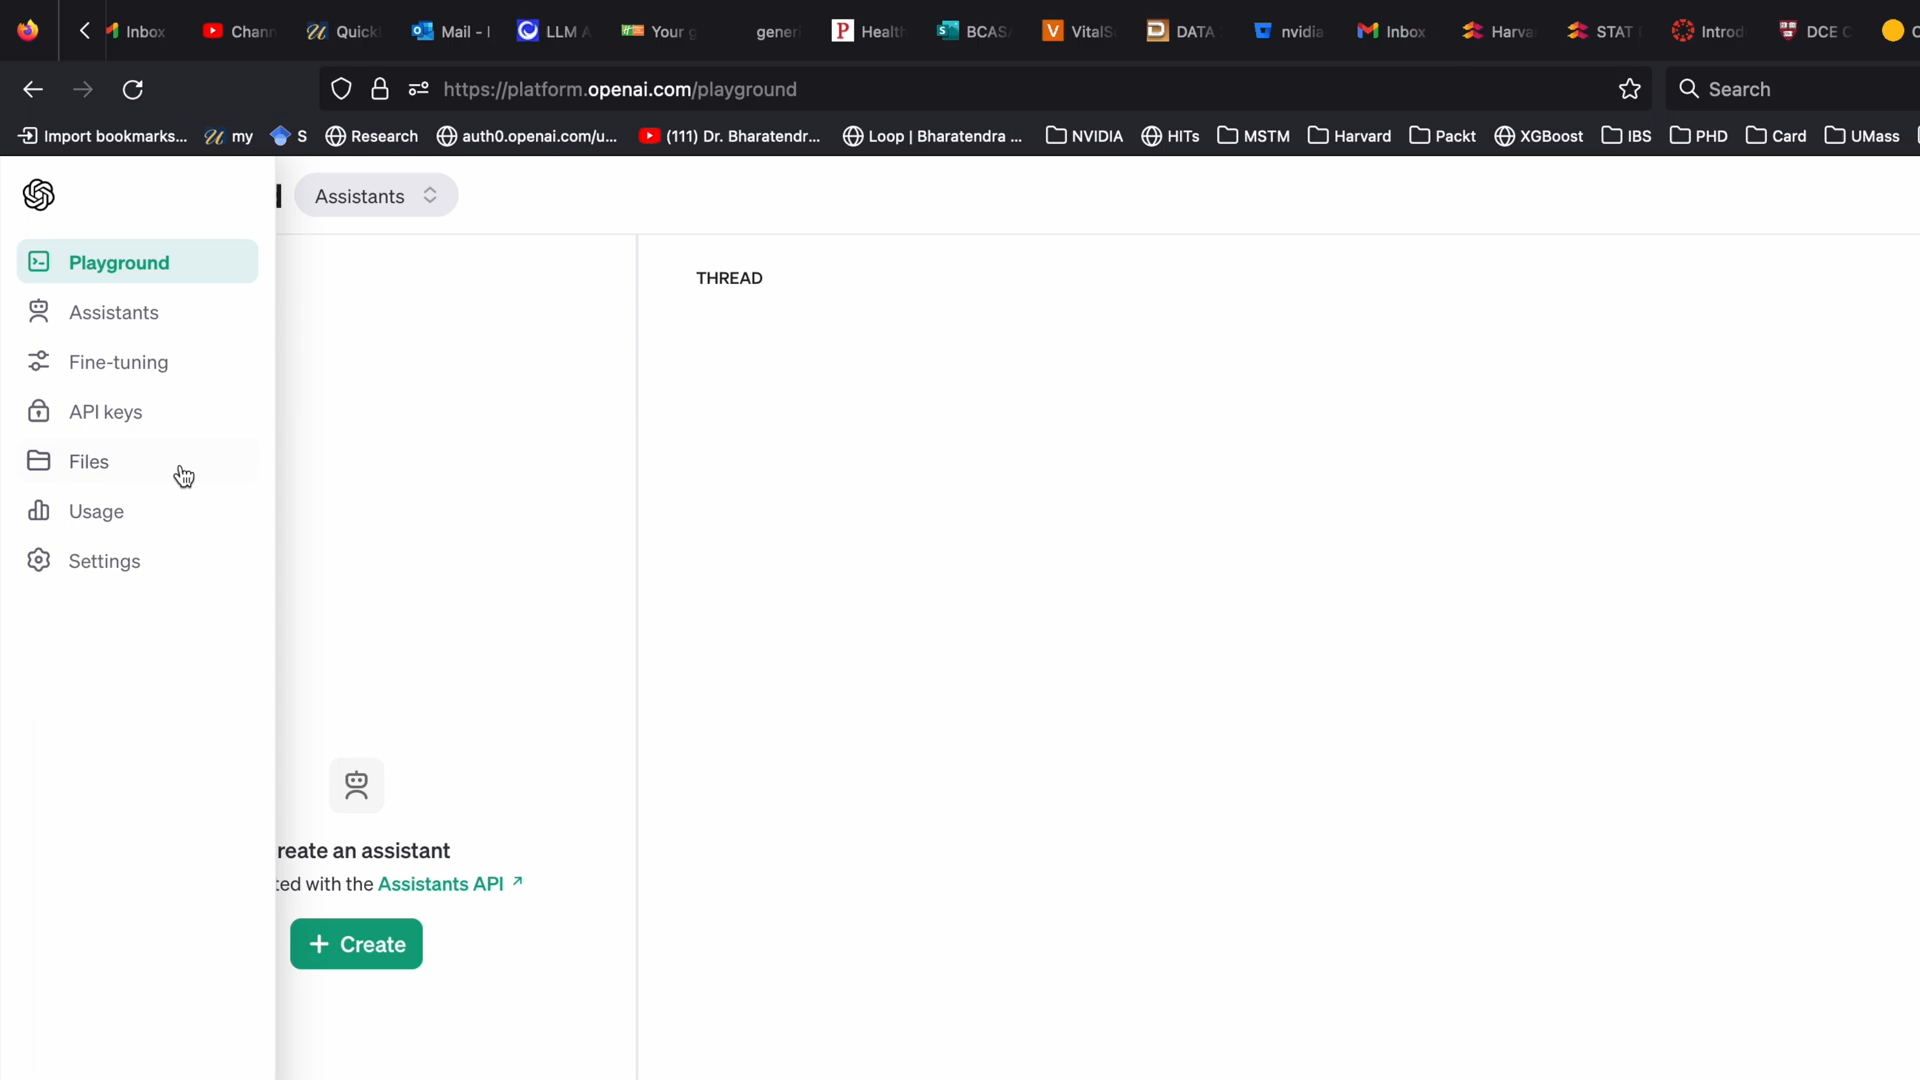 Inbox Chann Quick Mail - I LLM A Your g generi Health BCAS VitalS DATA nvidia Inbox Harva STAT Introd DCE C
https://platform.openai.com/playground Search
Import bookmarks... my S Research auth0.openai.com/u... (111) Dr. Bharatendr... Loop | Bharatendra ... NVIDIA HITs MSTM Harvard Packt XGBoost IBS PHD Card UMass
Assistants
Playground
THREAD
Assistants
Fine-tuning
API keys
Files
Usage
Settings
reate an assistant
ted with the Assistants API ↗
+ Create